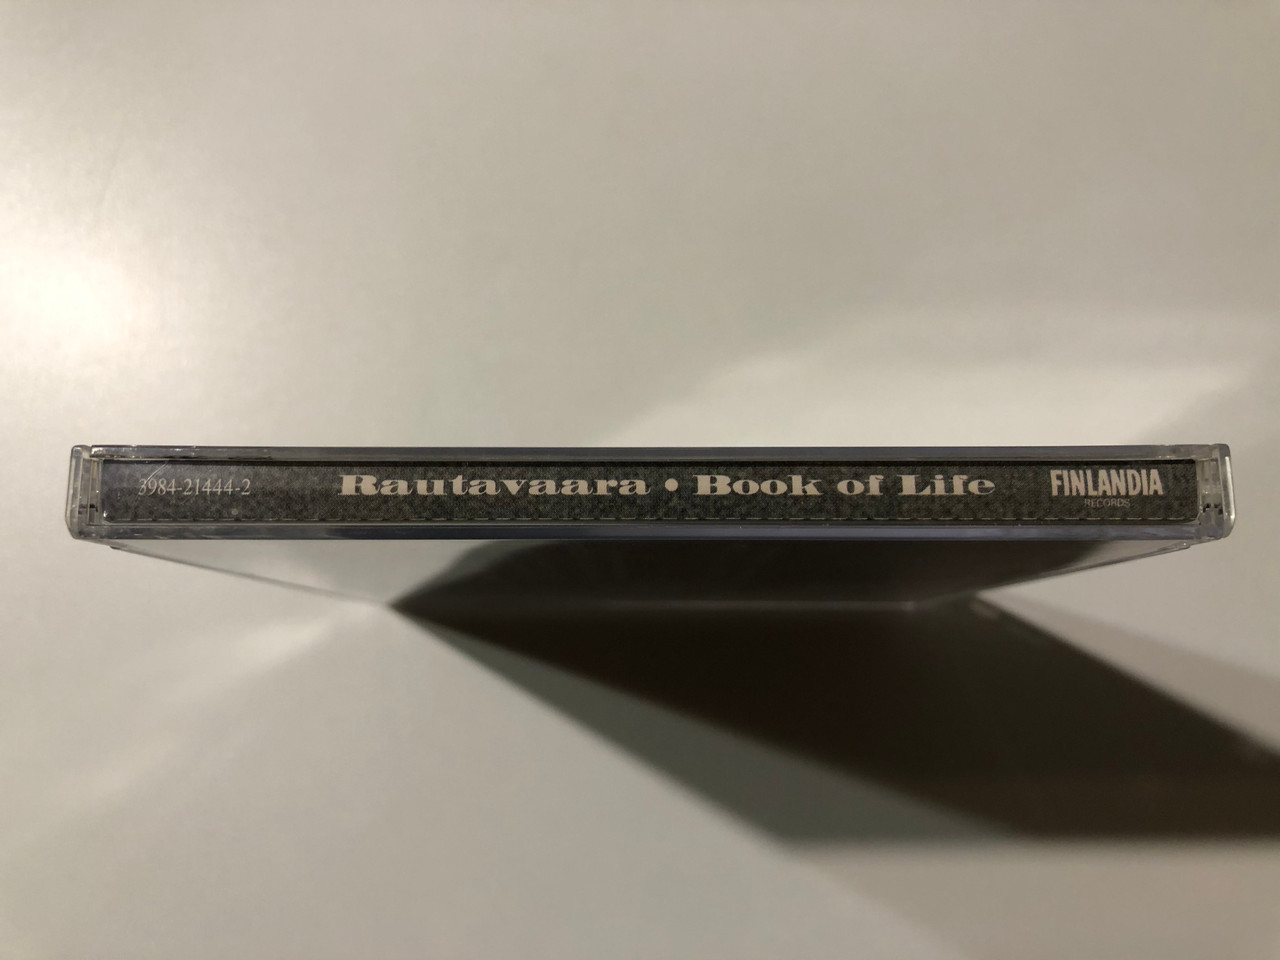 3984-21444-2 Rautavaara • Book of Life FINLANDIA
RECORDS